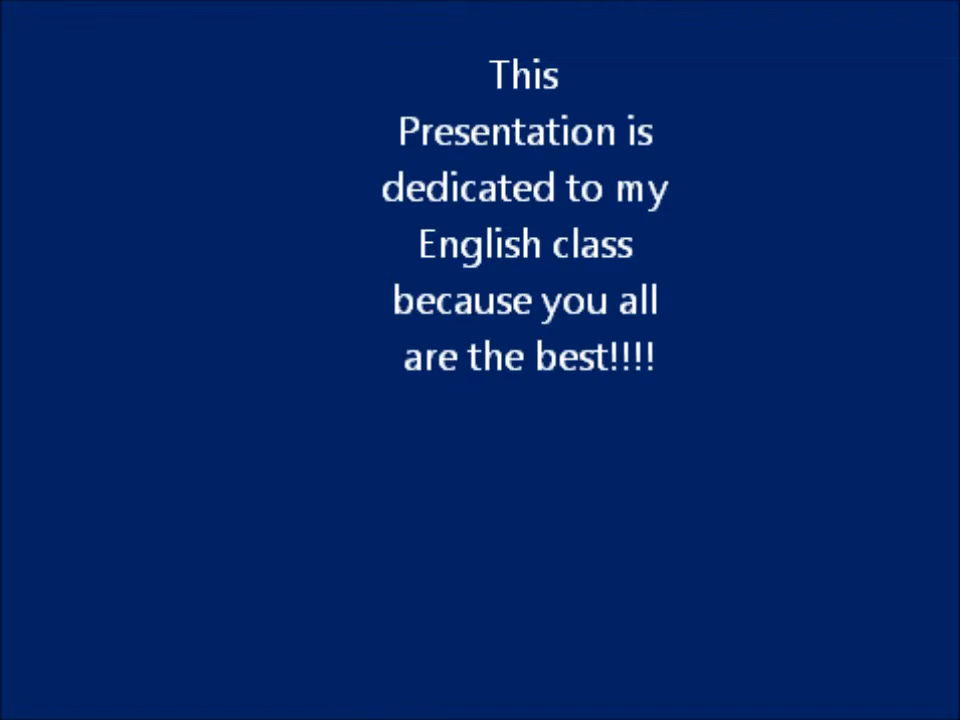 This
Presentation is
dedicated to my
English class
because you all
are the best!!!!